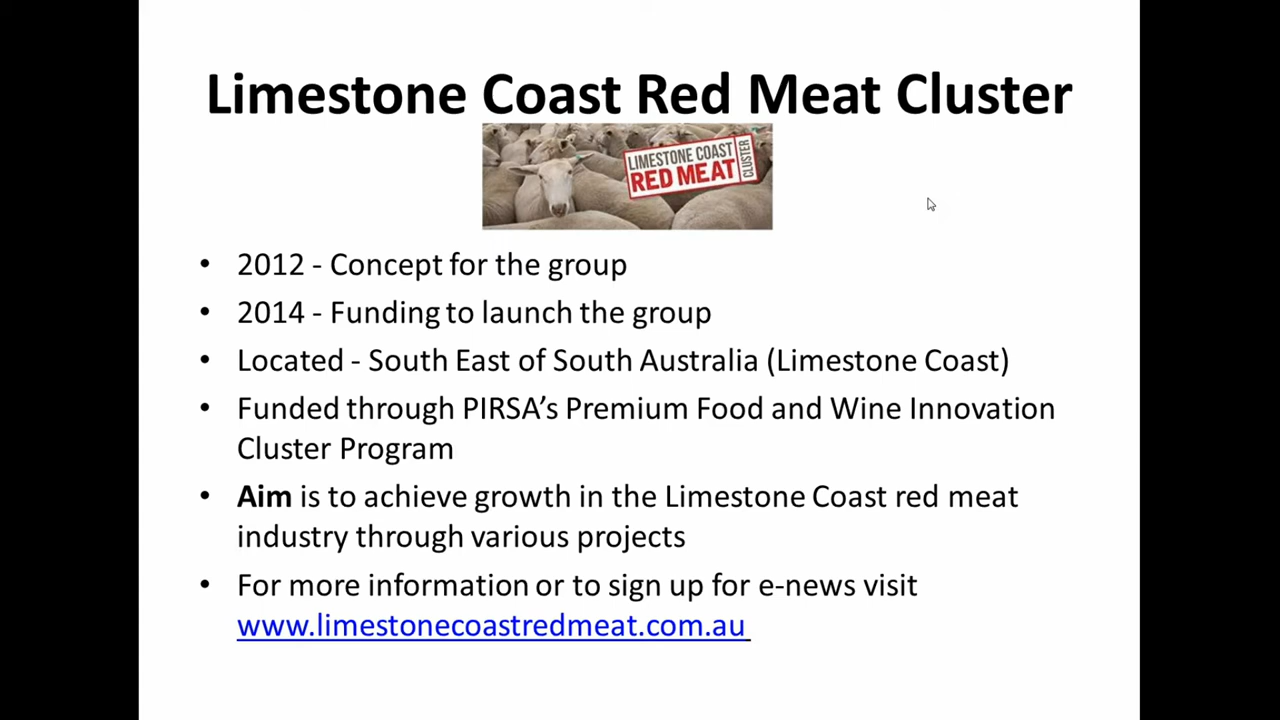 Limestone Coast Red Meat Cluster
LIMESTONE COAST
RED MEAT
CLUSTER
• 2012 - Concept for the group
• 2014 - Funding to launch the group
• Located - South East of South Australia (Limestone Coast)
• Funded through PIRSA's Premium Food and Wine Innovation
Cluster Program
• Aim is to achieve growth in the Limestone Coast red meat
industry through various projects
• For more information or to sign up for e-news visit
www.limestonecoastredmeat.com.au